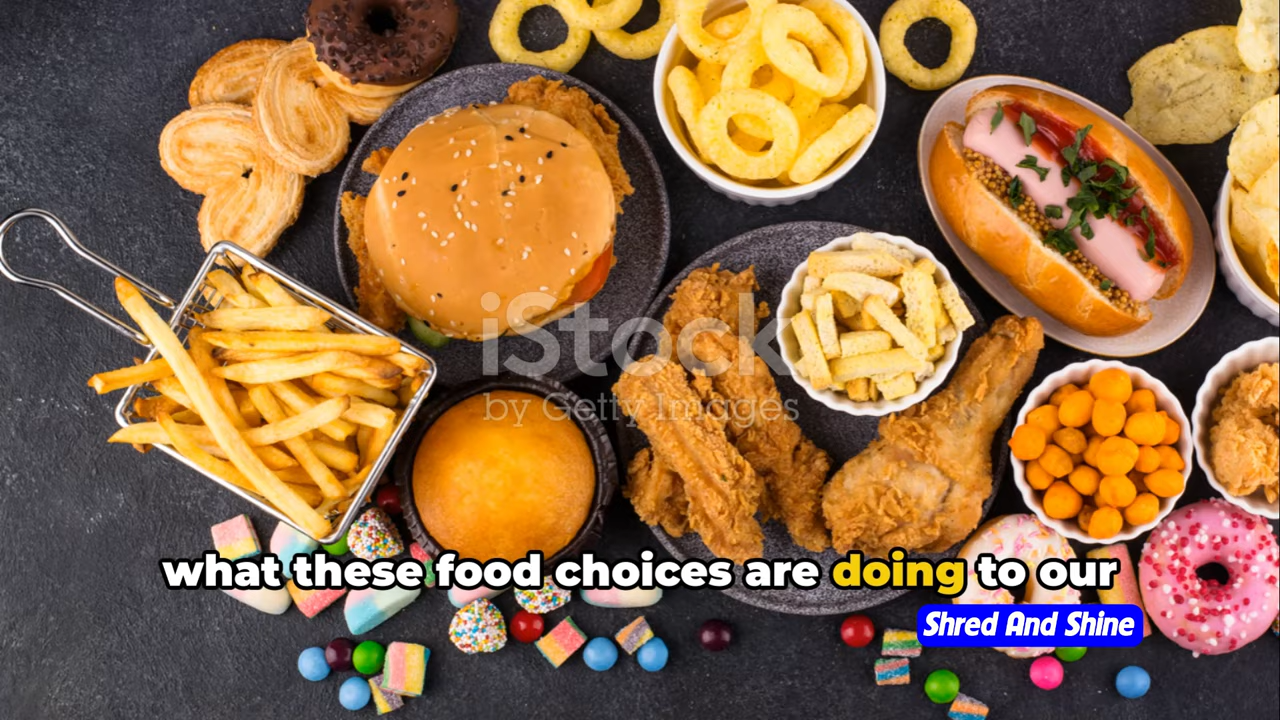 iStock
by Getty Images
what these food choices are doing to our
Shred And Shine